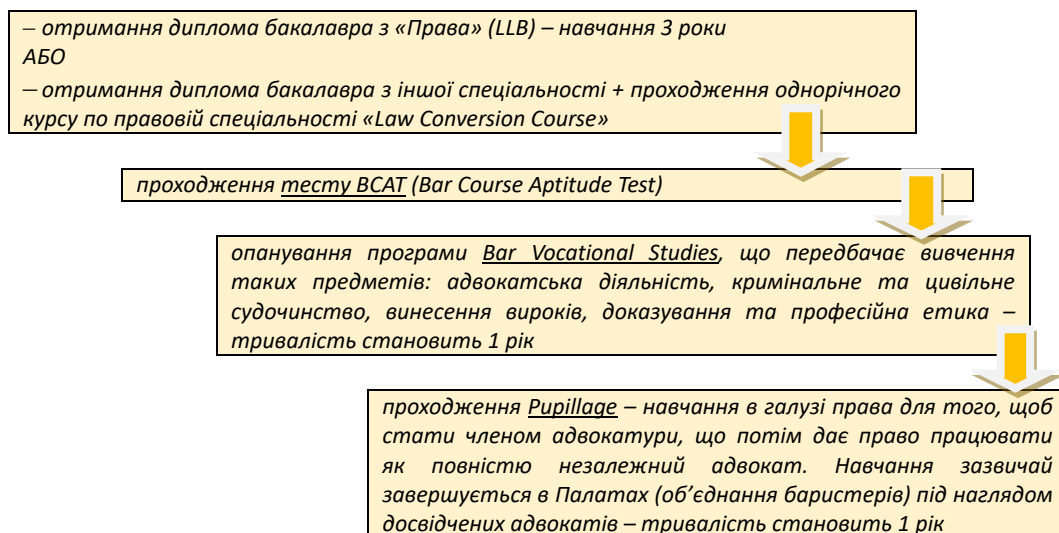 – отримання диплома бакалавра з «Права» (LLB) – навчання 3 роки
АБО
– отримання диплома бакалавра з іншої спеціальності + проходження однорічного
курсу по правовій спеціальності «Law Conversion Course»
проходження тесту BCAT (Bar Course Aptitude Test)
опанування програми Bar Vocational Studies, що передбачає вивчення
таких предметів: адвокатська діяльність, кримінальне та цивільне
судочинство, винесення вироків, доказування та професійна етика –
тривалість становить 1 рік
проходження Pupillage – навчання в галузі права для того, щоб
стати членом адвокатури, що потім дає право працювати
як повністю незалежний адвокат. Навчання зазвичай
завершується в Палатах (об’єднання баристерів) під наглядом
досвідчених адвокатів – тривалість становить 1 рік